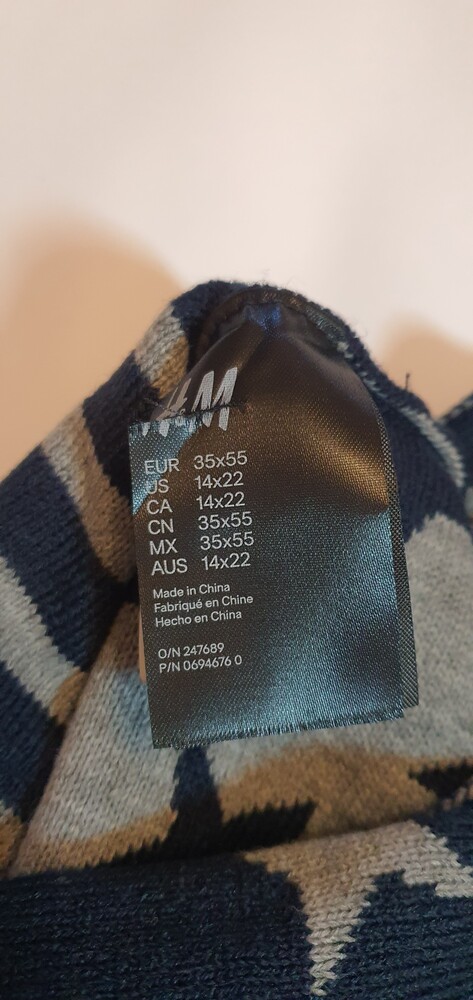 H&M
EUR 35x55
US 14x22
CA 14x22
CN 35x55
MX 35x55
AUS 14x22
Made in China
Fabriqué en Chine
Hecho en China
O/N 247689
P/N 0694676 0